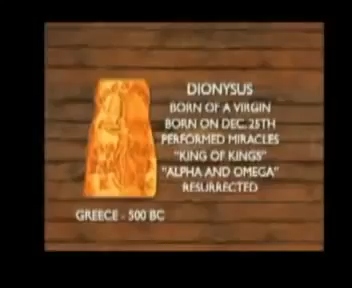 DIONYSUS
BORN OF A VIRGIN
BORN ON DEC. 25TH
PERFORMED MIRACLES
"KING OF KINGS"
"ALPHA AND OMEGA"
RESURRECTED
GREECE - 500 BC